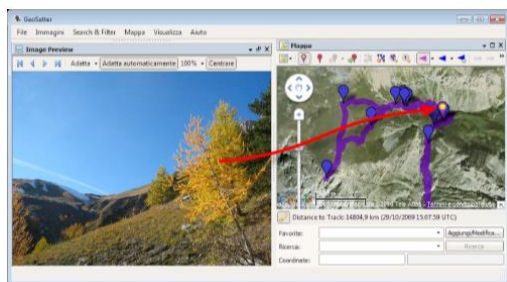 GeoSetter
File Immagini Search & Filter Mappa Visualizza Aiuto
Image Preview
Adatta Adatta automaticamente 100% Centrare
Mappa
Distance to Track: 14804,9 km (29/10/2009 15.07.59 UTC)
Favorite: Aggiungi/Modifica...
Ricerca: Ricerca
Coordinate: